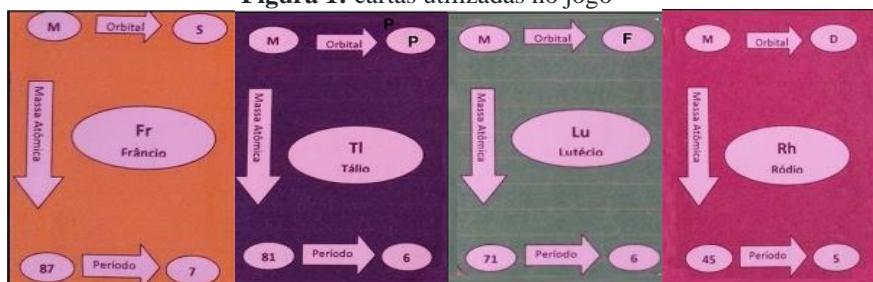 Figura 1: cartas utilizadas no jogo
M Orbital S
Massa Atômica
Fr
Frâncio
87 Período 7
P
M Orbital P
Massa Atômica
Tl
Tálio
81 Período 6
M Orbital F
Massa Atômica
Lu
Lutécio
71 Período 6
M Orbital D
Massa Atômica
Rh
Ródio
45 Período 5